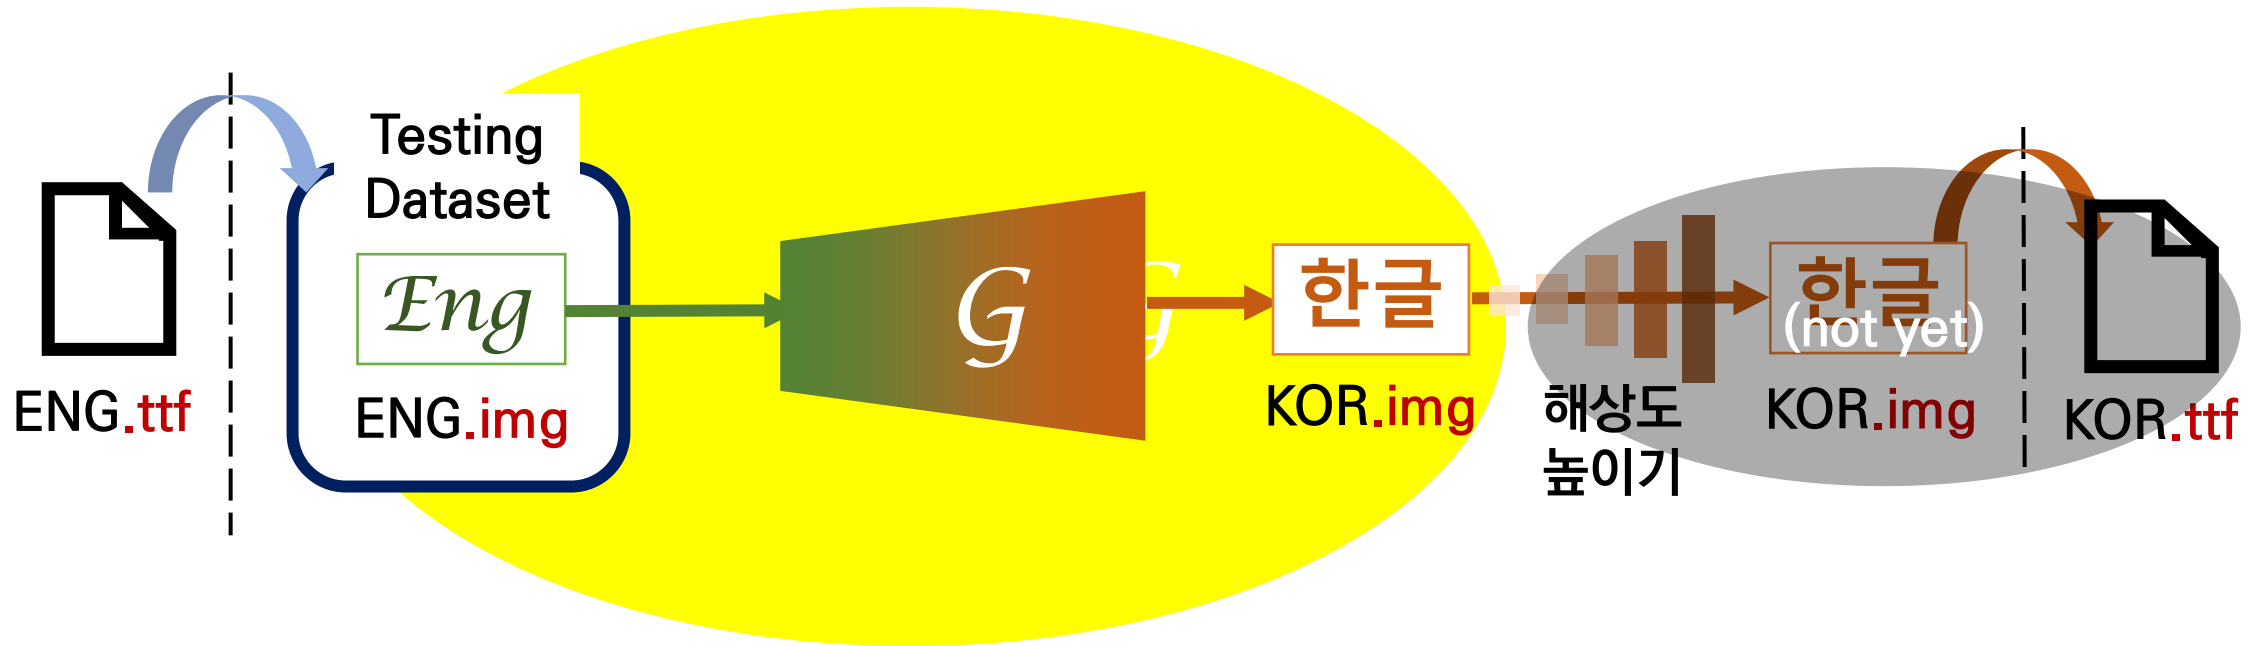 ENG.ttf
Testing
Dataset
Eng
ENG.img
G
G
한글
KOR.img
해상도
높이기
한글
(not yet)
KOR.img
KOR.ttf